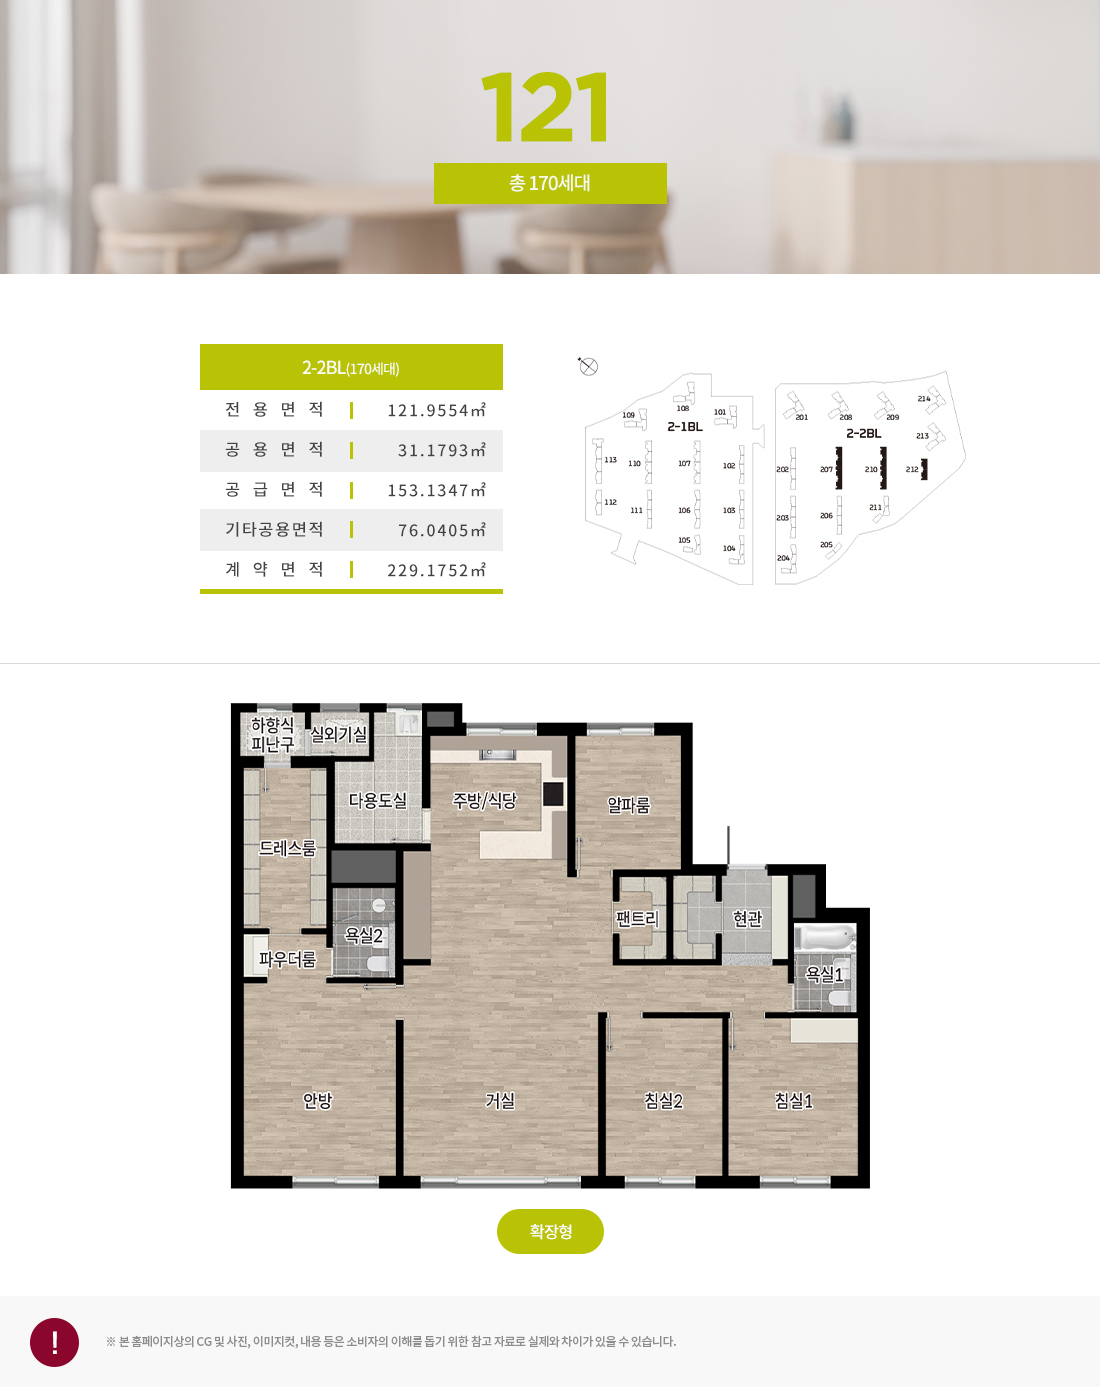 121
총 170세대
2-2BL(170세대)
전 용 면 적 121.9554㎡
공 용 면 적 31.1793㎡
공 급 면 적 153.1347㎡
기타공용면적 76.0405㎡
계 약 면 적 229.1752㎡
109
108
101
2-1BL
113
110
107
102
112
111
106
103
105
104
201
208
209
214
2-2BL
213
202
207
210
212
203
206
211
204
205
하향식
피난구
실외기실
다용도실
주방/식당
알파룸
드레스룸
팬트리
현관
욕실2
파우더룸
욕실1
안방
거실
침실2
침실1
확장형
!
※ 본 홈페이지상의 CG 및 사진, 이미지컷, 내용 등은 소비자의 이해를 돕기 위한 참고 자료로 실제와 차이가 있을 수 있습니다.